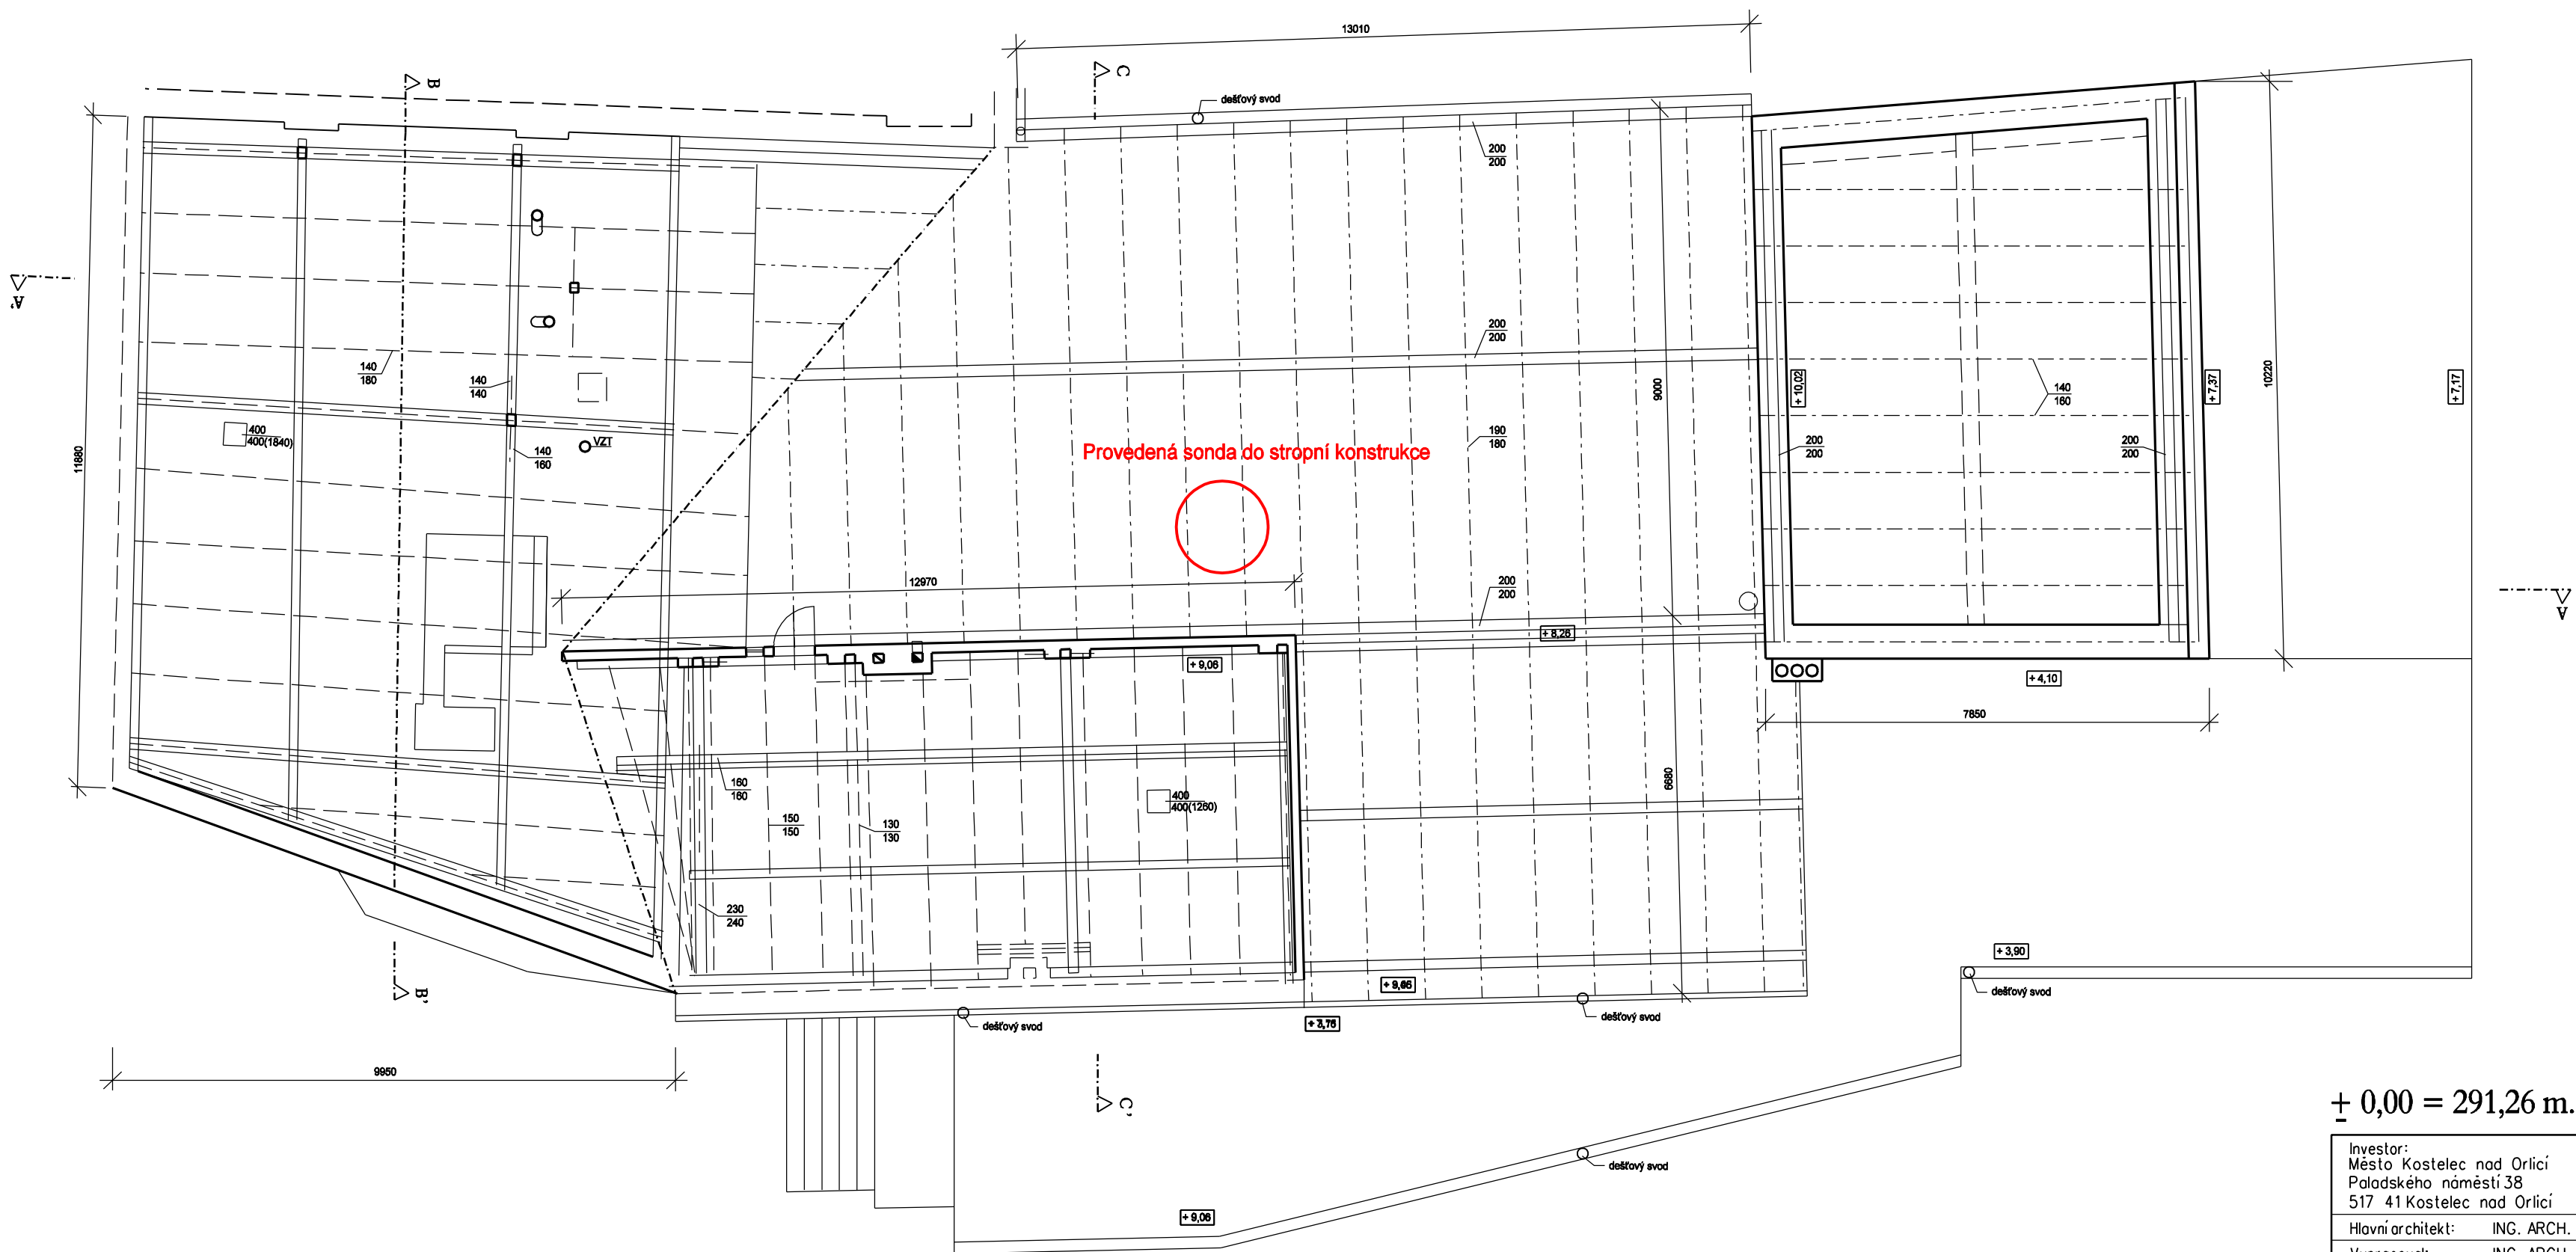 13010
B
C
dešťový svod
200
200
A'
200
200
140
180
140
140
+ 10,02
140
160
+ 7,37
10220
+ 7,17
9000
400
400(1840)
VZT
140
160
11880
190
180
200
200
200
200
Provedená sonda do stropní konstrukce
12970
200
200
A
+ 8,26
+ 9,06
+ 4,10
7850
160
160
6680
400
400(1260)
150
150
130
130
230
240
+ 3,90
B'
+ 9,66
dešťový svod
dešťový svod
dešťový svod
9950
C'
± 0,00 = 291,26 m.
dešťový svod
+ 9,06
Investor:
Město Kostelec nad Orlicí
Paladského náměstí 38
517 41 Kostelec nad Orlicí
Hlavní architekt: ING. ARCH.